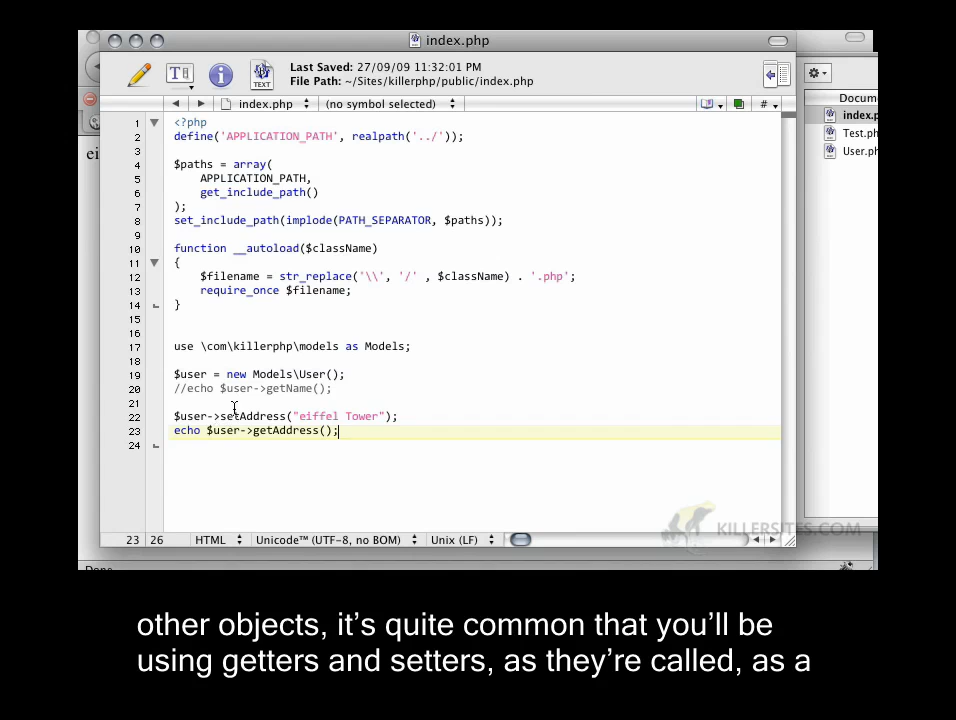 index.php
Last Saved: 27/09/09 11:32:01 PM
File Path: ~/Sites/killerphp/public/index.php
TEXT
index.php (no symbol selected) #
Docum
index.p
Test.ph
User.ph
ei
1 <?php
2 define('APPLICATION_PATH', realpath('../'));
3
4 $paths = array(
5 APPLICATION_PATH,
6 get_include_path()
7 );
8 set_include_path(implode(PATH_SEPARATOR, $paths));
9
10 function __autoload($className)
11 {
12 $filename = str_replace('\\', '/' , $className) . '.php';
13 require_once $filename;
14 }
15
16
17 use \com\killerphp\models as Models;
18
19 $user = new Models\User();
20 //echo $user->getName();
21
22 $user->setAddress("eiffel Tower");
23 echo $user->getAddress();
24
KILLERSITES.COM
23 26 HTML Unicode™ (UTF-8, no BOM) Unix (LF)
Done
other objects, it's quite common that you'll be
using getters and setters, as they're called, as a